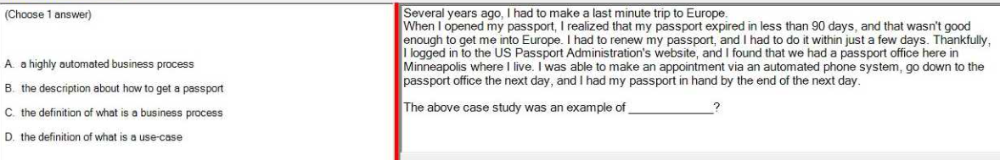 (Choose 1 answer)
A. a highly automated business process
B. the description about how to get a passport
C. the definition of what is a business process
D. the definition of what is a use-case
Several years ago, I had to make a last minute trip to Europe.
When I opened my passport, I realized that my passport expired in less than 90 days, and that wasn't good
enough to get me into Europe. I had to renew my passport, and I had to do it within just a few days. Thankfully,
I logged in to the US Passport Administration's website, and I found that we had a passport office here in
Minneapolis where I live. I was able to make an appointment via an automated phone system, go down to the
passport office the next day, and I had my passport in hand by the end of the next day.
The above case study was an example of ____________?